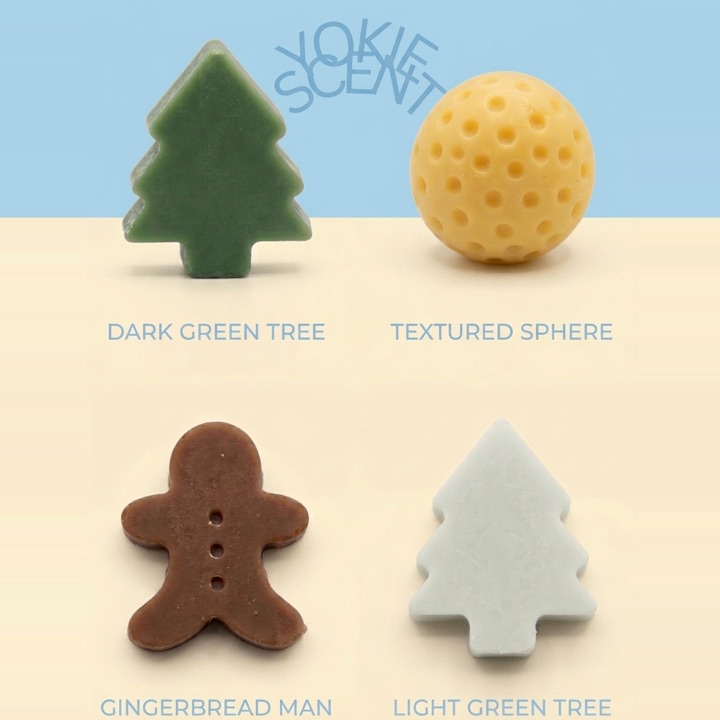 YOKIE
SCENT
DARK GREEN TREE
TEXTURED SPHERE
GINGERBREAD MAN
LIGHT GREEN TREE